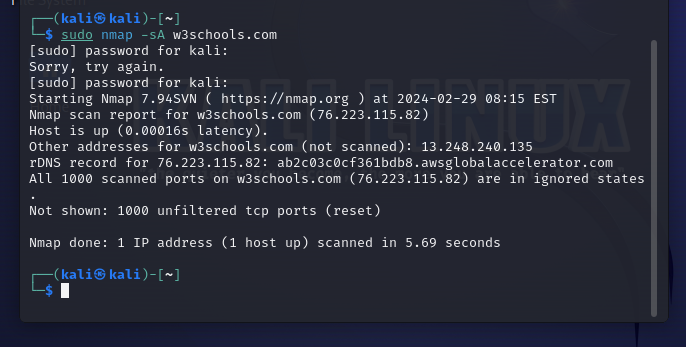 File System
┌──(kali㉿kali)-[~]
└─$ sudo nmap -sA w3schools.com
[sudo] password for kali:
Sorry, try again.
[sudo] password for kali:
Starting Nmap 7.94SVN ( https://nmap.org ) at 2024-02-29 08:15 EST
Nmap scan report for w3schools.com (76.223.115.82)
Host is up (0.00016s latency).
Other addresses for w3schools.com (not scanned): 13.248.240.135
rDNS record for 76.223.115.82: ab2c03c0cf361bdb8.awsglobalaccelerator.com
All 1000 scanned ports on w3schools.com (76.223.115.82) are in ignored states
.
Not shown: 1000 unfiltered tcp ports (reset)
Nmap done: 1 IP address (1 host up) scanned in 5.69 seconds
┌──(kali㉿kali)-[~]
└─$
KALI LINUX